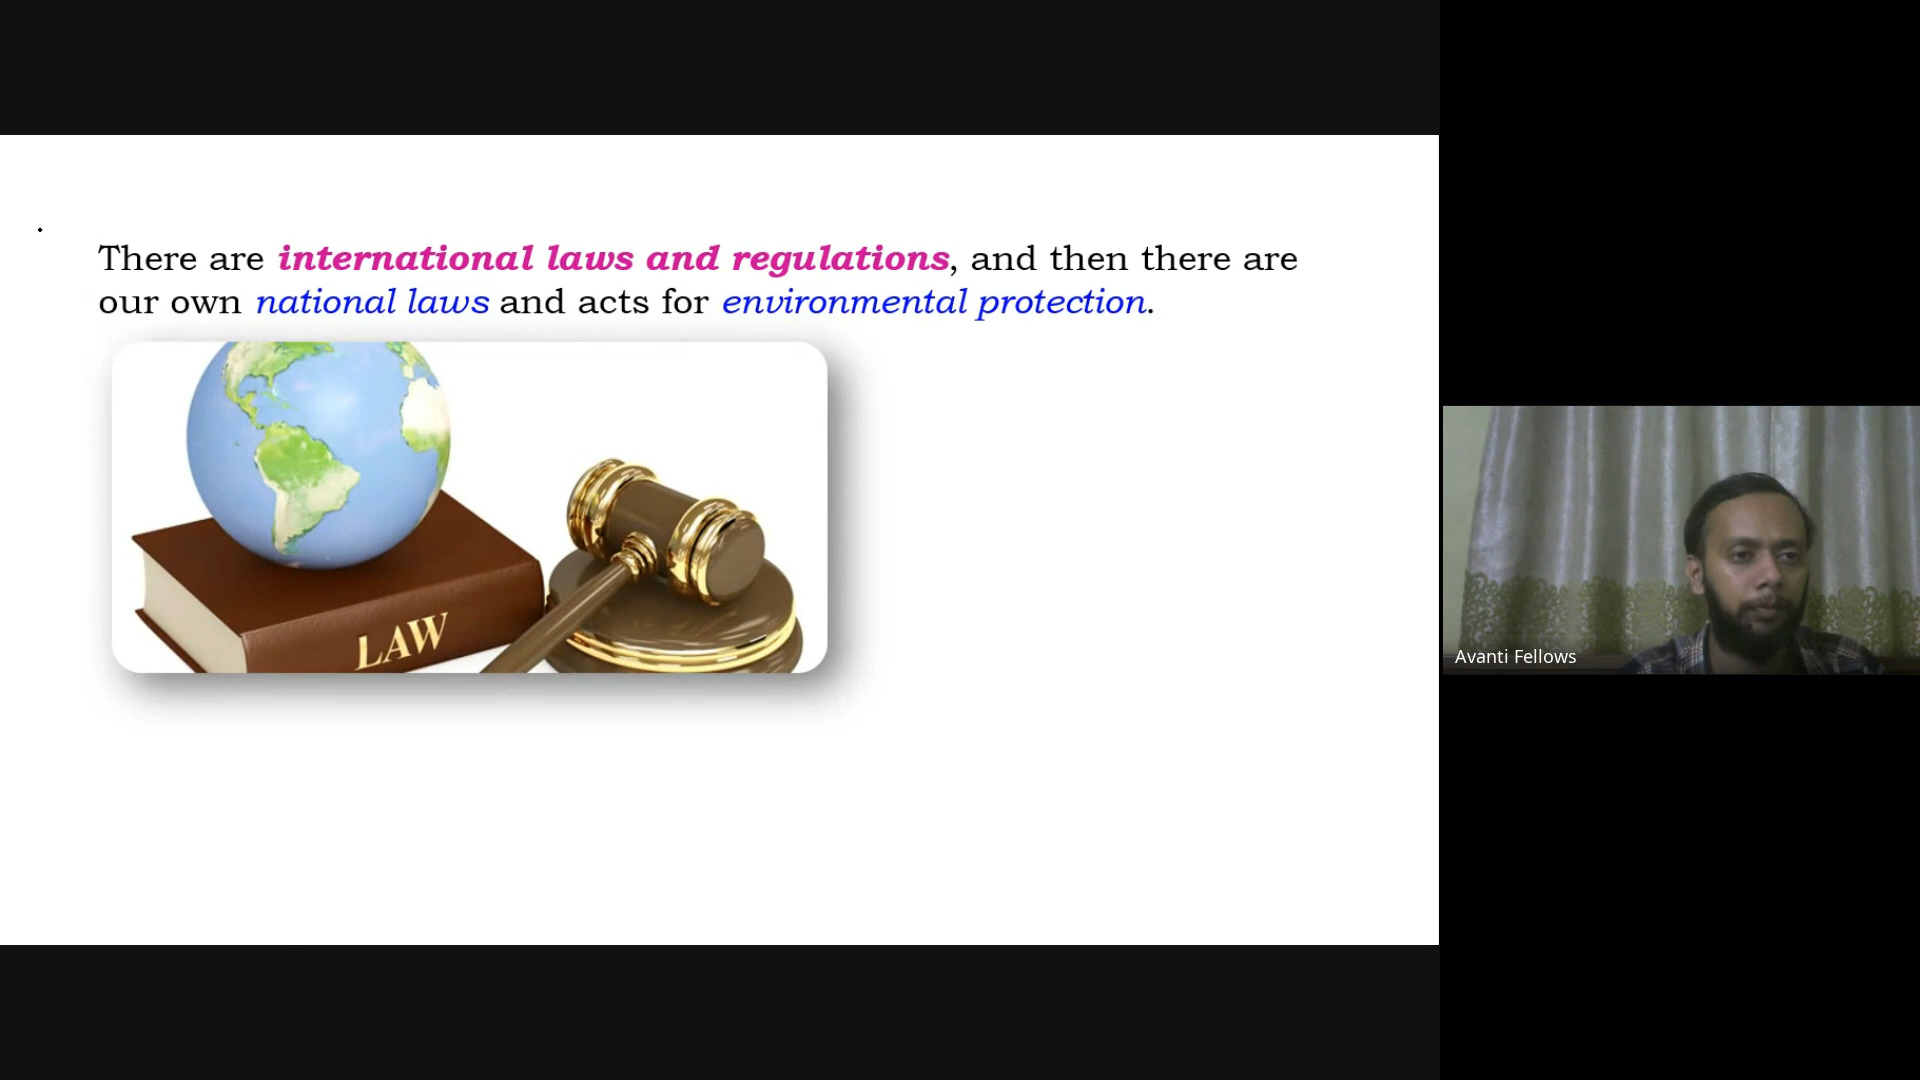 There are international laws and regulations, and then there are
our own national laws and acts for environmental protection.
LAW
Avanti Fellows